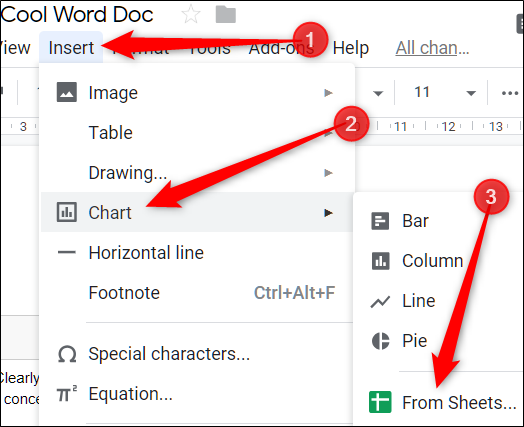 Cool Word Doc
View Insert Format Tools Add-ons Help All chan...
1
11
3 11 12 13
Image
2
Table
Drawing...
Chart
3
Bar
Horizontal line
Column
Footnote Ctrl+Alt+F
Line
Pie
Special characters...
Clearly
Equation...
conce
From Sheets...